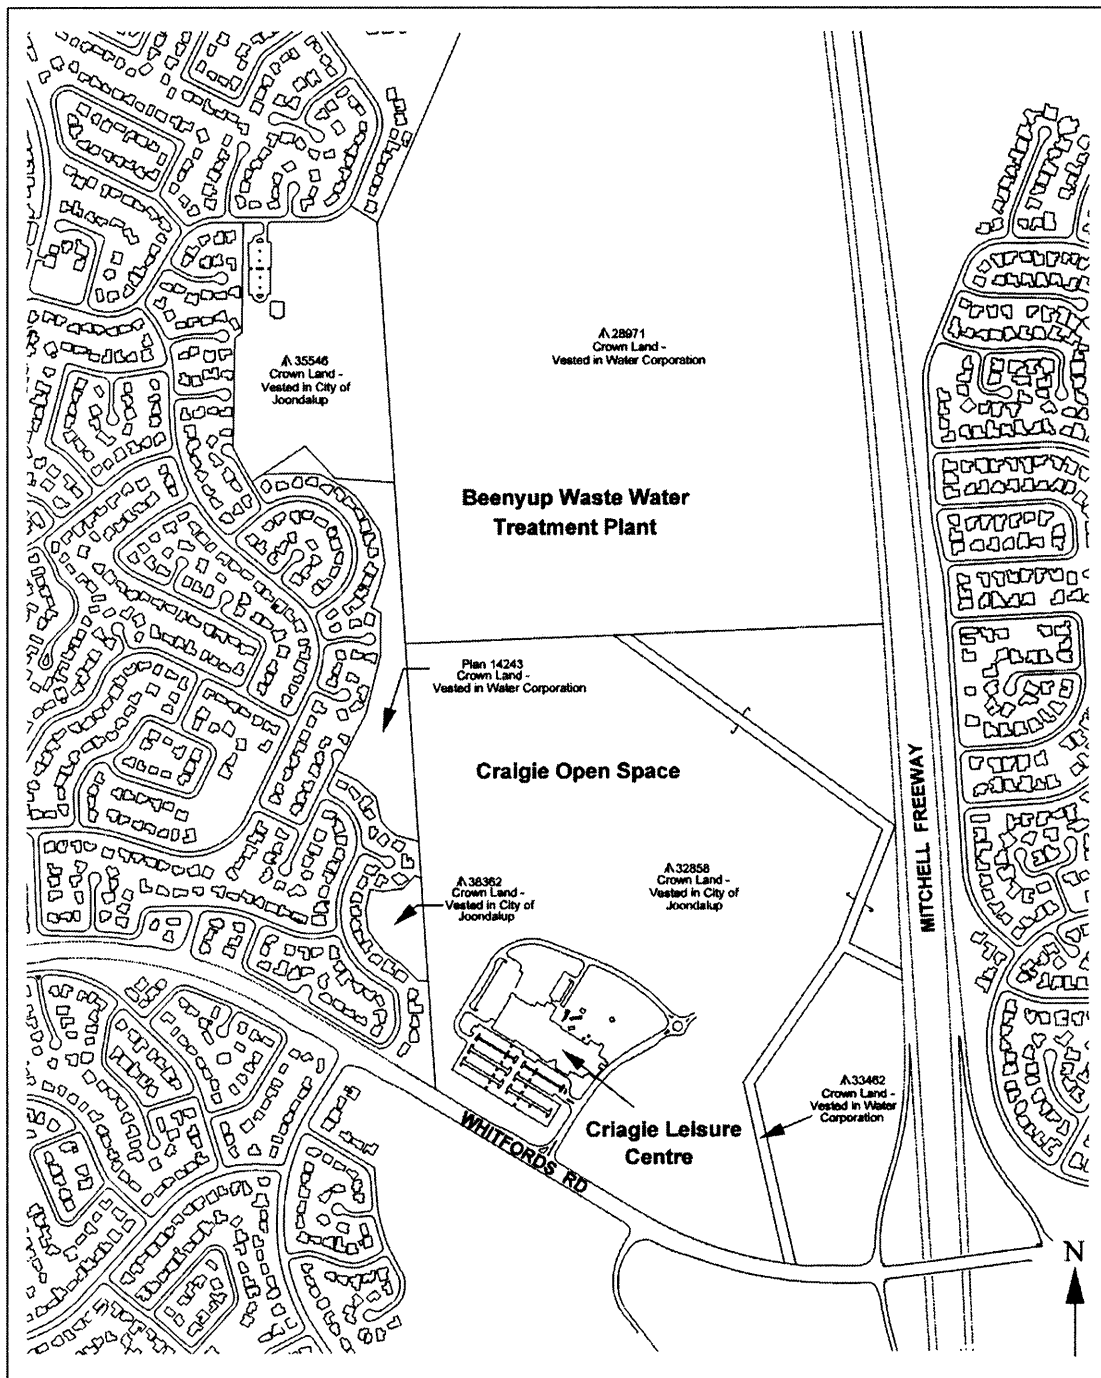 28971
Crown Land -
Vested in Water Corporation
35546
Crown Land -
Vested in City of
Joondalup
Beenyup Waste Water
Treatment Plant
Plan 14243
Crown Land -
Vested in Water Corporation
Craigie Open Space
MITCHELL FREEWAY
32858
Crown Land -
Vested in City of
Joondalup
38362
Crown Land -
Vested in City of
Joondalup
33462
Crown Land -
Vested in Water
Corporation
Criagie Leisure
Centre
WHITFORDS RD
N